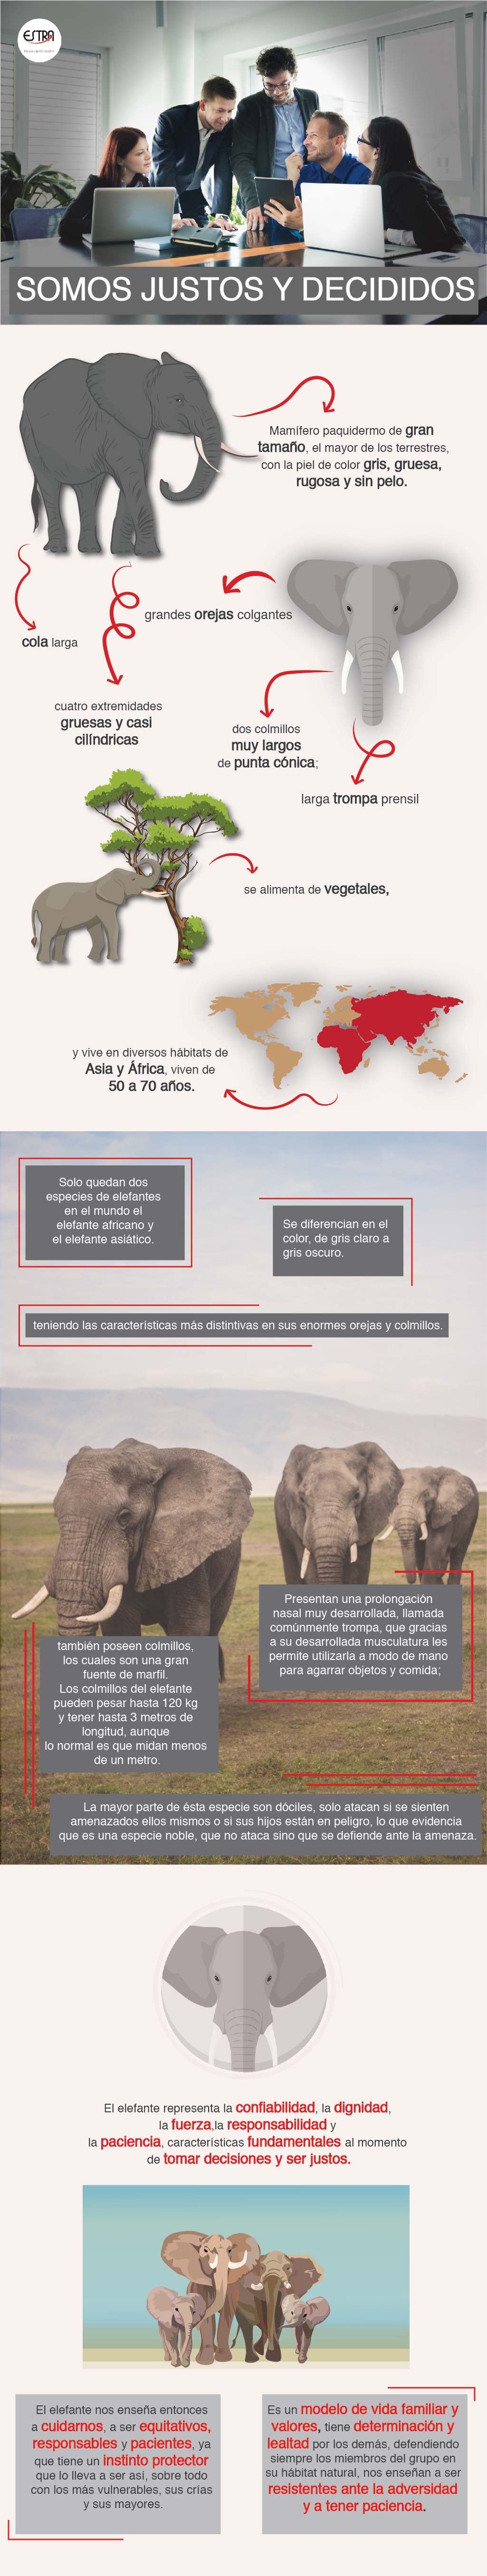 ESTRA
SOMOS JUSTOS Y DECIDIDOS
Mamífero paquidermo de gran
tamaño, el mayor de los terrestres,
con la piel de color gris, gruesa,
rugosa y sin pelo.
grandes orejas colgantes
cola larga
cuatro extremidades
gruesas y casi
cilíndricas
dos colmillos
muy largos
de punta cónica;
larga trompa prensil
se alimenta de vegetales,
y vive en diversos hábitats de
Asia y África, viven de
50 a 70 años.
Solo quedan dos
especies de elefantes
en el mundo el
elefante africano y
el elefante asiático.
Se diferencian en el
color, de gris claro a
gris oscuro.
teniendo las características más distintivas en sus enormes orejas y colmillos.
Presentan una prolongación
nasal muy desarrollada, llamada
comúnmente trompa, que gracias
a su desarrollada musculatura les
permite utilizarla a modo de mano
para agarrar objetos y comida;
también poseen colmillos,
los cuales son una gran
fuente de marfil.
Los colmillos del elefante
pueden pesar hasta 120 kg
y tener hasta 3 metros de
longitud, aunque
lo normal es que midan menos
de un metro.
La mayor parte de ésta especie son dóciles, solo atacan si se sienten
amenazados ellos mismos o si sus hijos están en peligro, lo que evidencia
que es una especie noble, que no ataca sino que se defiende ante la amenaza.
El elefante representa la confiabilidad, la dignidad,
la fuerza,la responsabilidad y
la paciencia, características fundamentales al momento
de tomar decisiones y ser justos.
El elefante nos enseña entonces
a cuidarnos, a ser equitativos,
responsables y pacientes, ya
que tiene un instinto protector
que lo lleva a ser así, sobre todo
con los más vulnerables, sus crías
y sus mayores.
Es un modelo de vida familiar y
valores, tiene determinación y
lealtad por los demás, defendiendo
siempre los miembros del grupo en
su hábitat natural, nos enseñan a ser
resistentes ante la adversidad
y a tener paciencia.